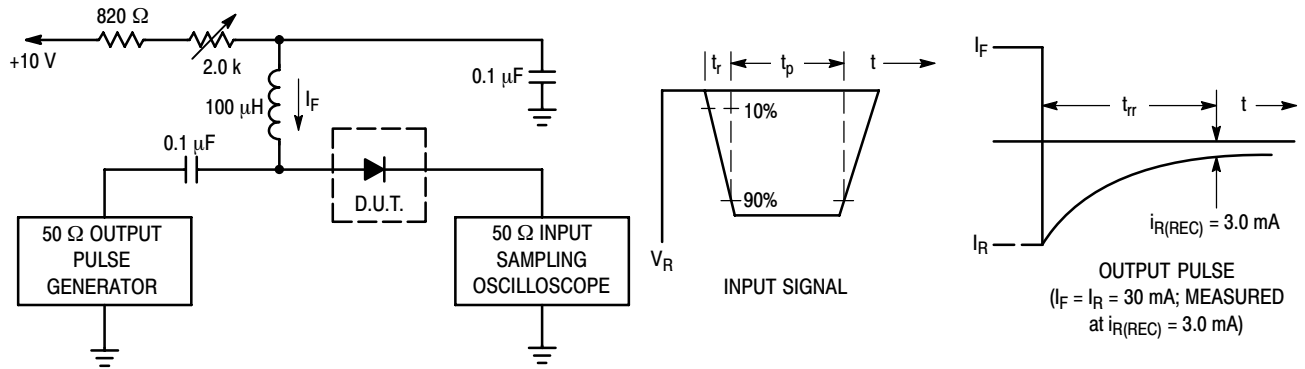 820 Ω
+10 V
2.0 k
100 μH
I_F
0.1 μF
0.1 μF
D.U.T.
50 Ω OUTPUT
PULSE
GENERATOR
50 Ω INPUT
SAMPLING
OSCILLOSCOPE
t_r
t_p
t
10%
90%
V_R
INPUT SIGNAL
I_F
t_rr
t
I_R
i_R(REC) = 3.0 mA
OUTPUT PULSE
(I_F = I_R = 30 mA; MEASURED
at i_R(REC) = 3.0 mA)